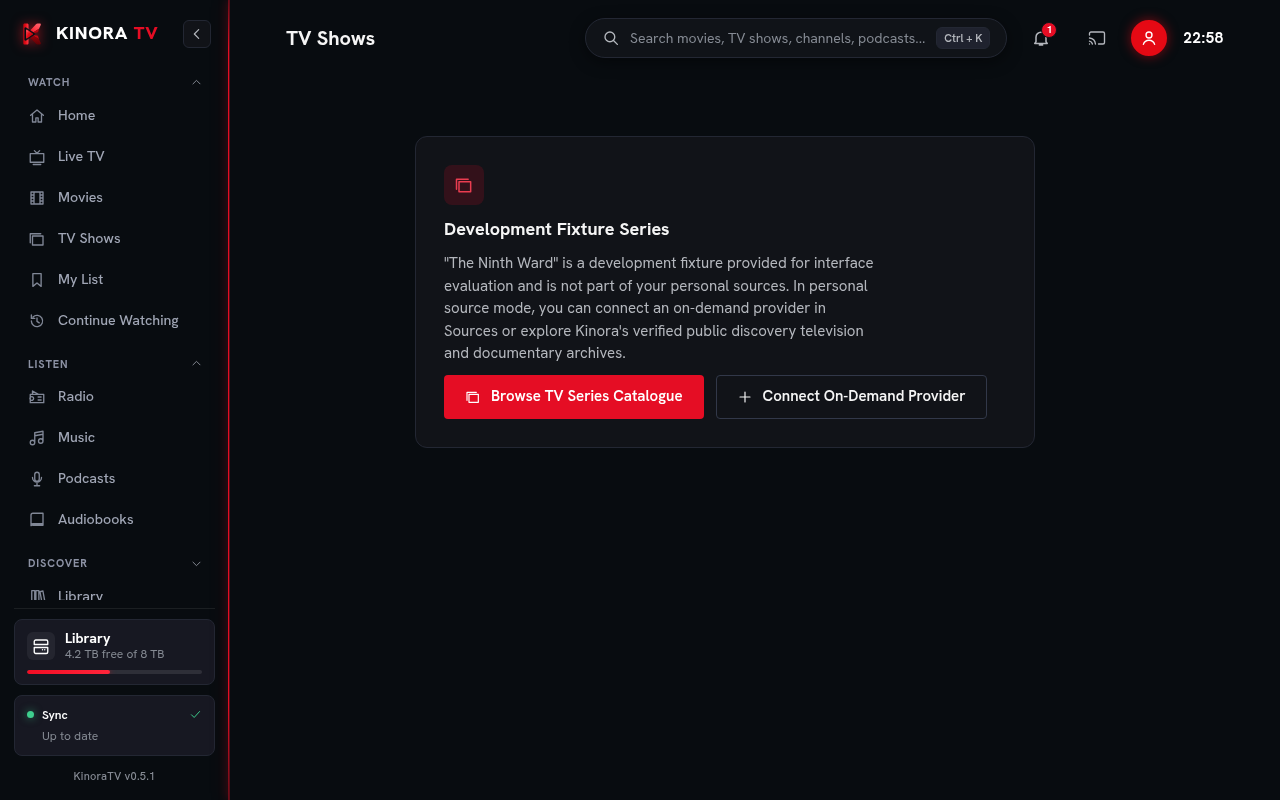 KINORA TV
WATCH
Home
Live TV
Movies
TV Shows
My List
Continue Watching
LISTEN
Radio
Music
Podcasts
Audiobooks
DISCOVER
Library
Library
4.2 TB free of 8 TB
Sync
Up to date
KinoraTV v0.5.1
TV Shows
Search movies, TV shows, channels, podcasts...
Ctrl + K
1
22:58
Development Fixture Series
"The Ninth Ward" is a development fixture provided for interface
evaluation and is not part of your personal sources. In personal
source mode, you can connect an on-demand provider in
Sources or explore Kinora's verified public discovery television
and documentary archives.
Browse TV Series Catalogue
Connect On-Demand Provider